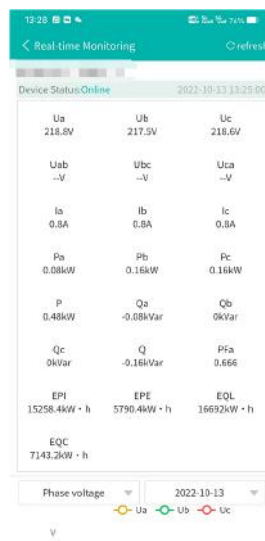 13:28 76%
Real-time Monitoring refresh
Device Status:Online 2022-10-13 13:25:00
Ua Ub Uc
218.8V 217.5V 218.6V
Uab Ubc Uca
--V --V --V
Ia Ib Ic
0.8A 0.8A 0.8A
Pa Pb Pc
0.08kW 0.16kW 0.16kW
P Qa Qb
0.48kW -0.08kVar 0kVar
Qc Q PFa
0kVar -0.16kVar 0.666
EPI EPE EQL
15258.4kW·h 5790.4kW·h 16692kW·h
EQC
7143.2kW·h
Phase voltage 2022-10-13
Ua Ub Uc
V